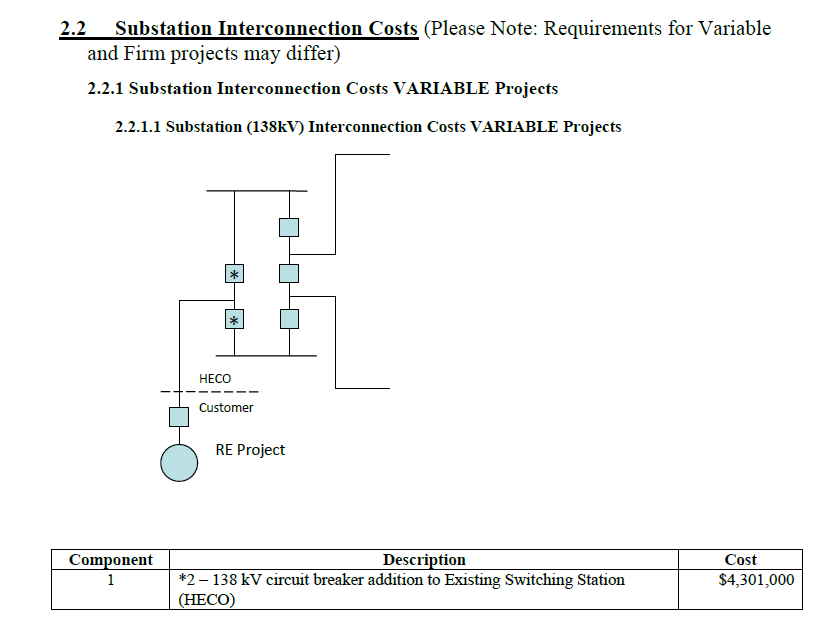 2.2 Substation Interconnection Costs (Please Note: Requirements for Variable
and Firm projects may differ)
2.2.1 Substation Interconnection Costs VARIABLE Projects
2.2.1.1 Substation (138kV) Interconnection Costs VARIABLE Projects
*
*
HECO
Customer
RE Project
Component Description Cost
1 *2 – 138 kV circuit breaker addition to Existing Switching Station $4,301,000
(HECO)